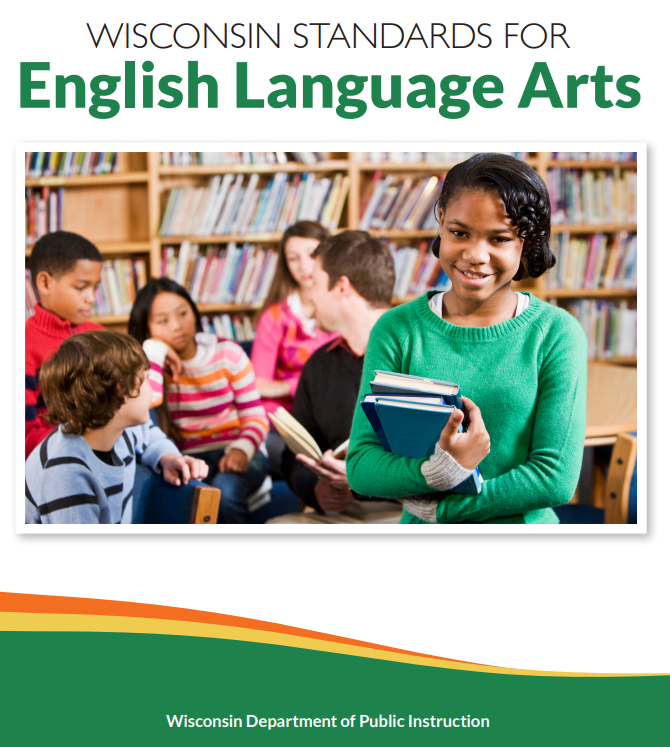 WISCONSIN STANDARDS FOR
English Language Arts
Wisconsin Department of Public Instruction